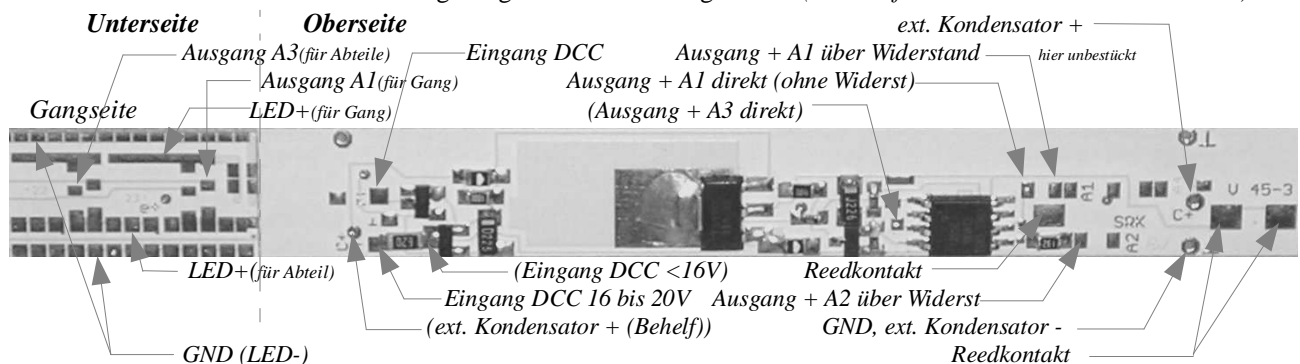 Unterseite
Oberseite
ext. Kondensator +
Ausgang A3(für Abteile)
Eingang DCC
Ausgang + A1 über Widerstand
hier unbestückt
Ausgang A1(für Gang)
Ausgang + A1 direkt (ohne Widerst)
Gangseite
LED+(für Gang)
(Ausgang + A3 direkt)
A1
V 45-3
C+
SRX
A2
C+
LED+(für Abteil)
(Eingang DCC <16V)
Reedkontakt
Eingang DCC 16 bis 20V
Ausgang + A2 über Widerst
(ext. Kondensator + (Behelf))
GND, ext. Kondensator -
GND (LED-)
Reedkontakt